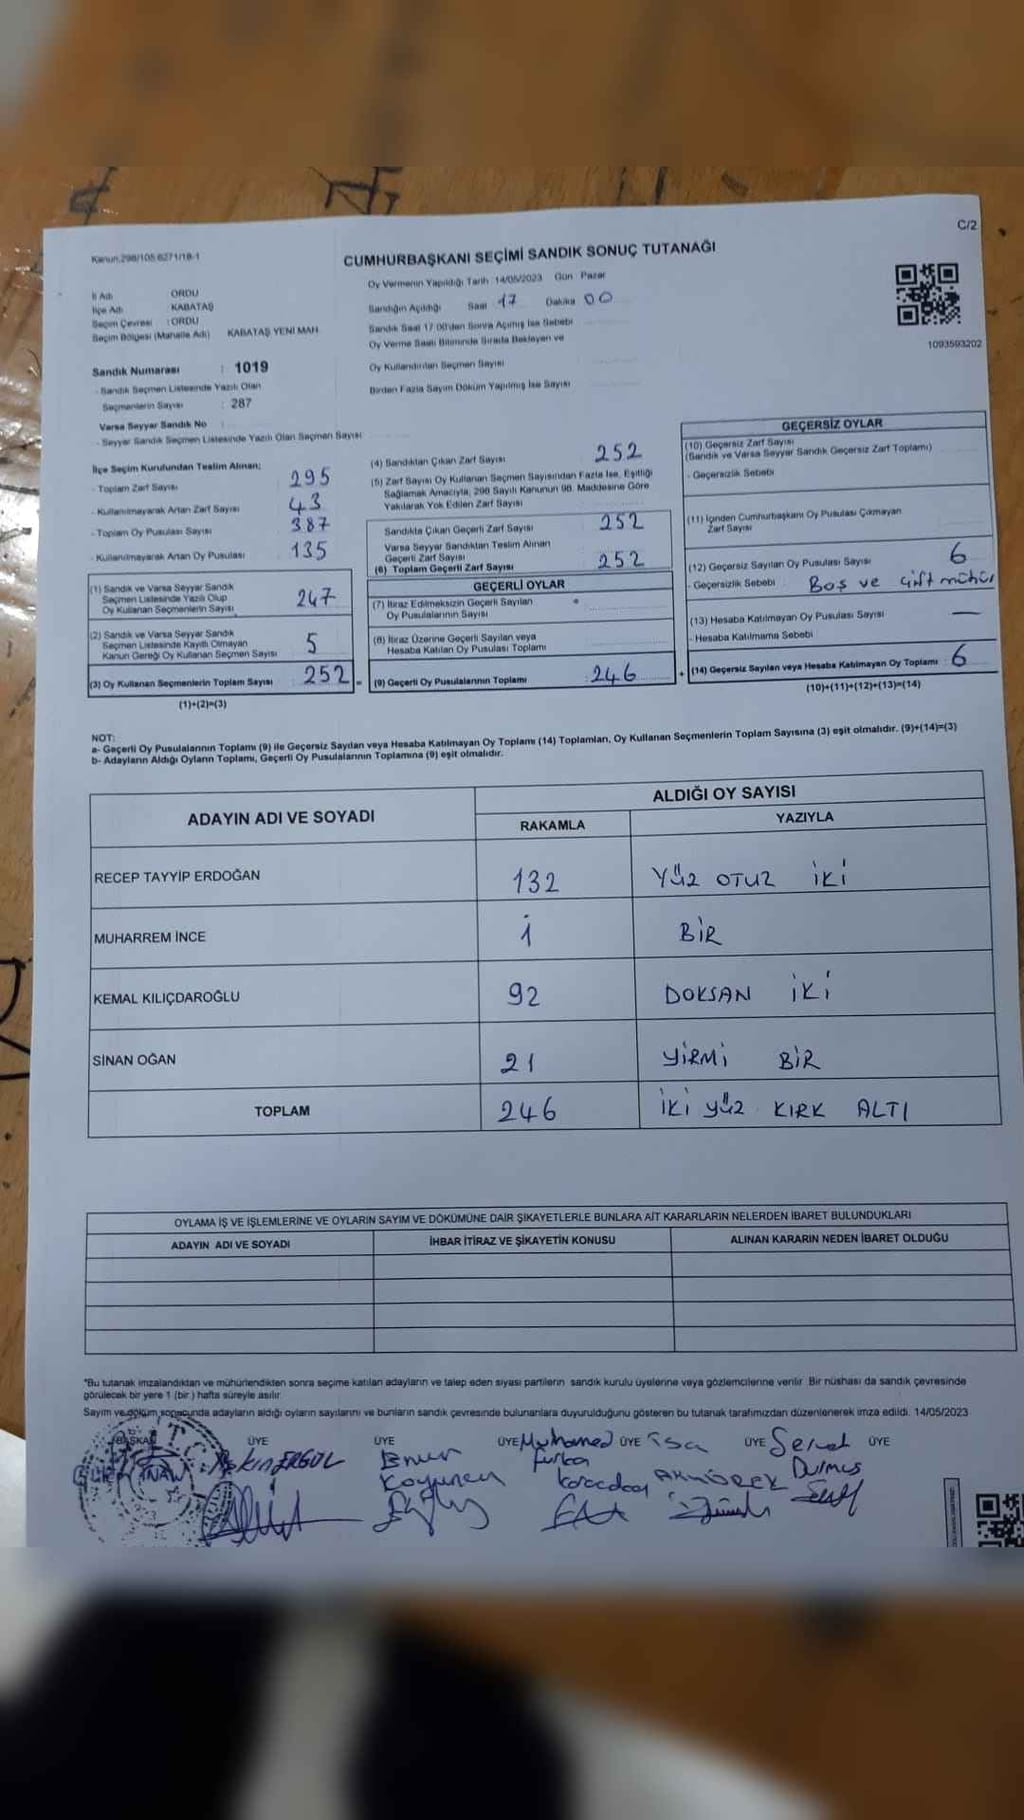 C/2
Kanun:298/105 6271/18-1
CUMHURBAŞKANI SEÇİMİ SANDIK SONUÇ TUTANAĞI
İl Adı : ORDU
İlçe Adı : KABATAŞ
Seçim Çevresi : ORDU
Seçim Bölgesi (Mahalle Adı) : KABATAŞ YENİ MAH.
Oy Vermenin Yapıldığı Tarih :14/05/2023 Gün Pazar
Sandığın Açıldığı Saat 17 Dakika 00
Sandık Saat 17.00'den Sonra Açılmış İse Sebebi
Oy Verme Saati Bitiminde Sırada Bekleyen ve
Oy Kullandırılan Seçmen Sayısı
Birden Fazla Sayım Döküm Yapılmış İse Sayısı
1093593202
Sandık Numarası : 1019
- Sandık Seçmen Listesinde Yazılı Olan
Seçmenlerin Sayısı : 287
Varsa Seyyar Sandık No
- Seyyar Sandık Seçmen Listesinde Yazılı Olan Seçmen Sayısı
İlçe Seçim Kurulundan Teslim Alınan;
- Toplam Zarf Sayısı 295
- Kullanılmayarak Artan Zarf Sayısı 43
- Toplam Oy Pusulası Sayısı 387
- Kullanılmayarak Artan Oy Pusulası 135
(1) Sandık ve Varsa Seyyar Sandık
Seçmen Listesinde Yazılı Olup
Oy Kullanan Seçmenlerin Sayısı 247
(2) Sandık ve Varsa Seyyar Sandık
Seçmen Listesinde Kayıtlı Olmayan
Kanun Gereği Oy Kullanan Seçmen Sayısı 5
(3) Oy Kullanan Seçmenlerin Toplam Sayısı 252
(1)+(2)=(3)
(4) Sandıktan Çıkan Zarf Sayısı 252
(5) Zarf Sayısı Oy Kullanan Seçmen Sayısından Fazla İse, Eşitliği
Sağlamak Amacıyla, 298 Sayılı Kanunun 98. Maddesine Göre
Yakılarak Yok Edilen Zarf Sayısı
Sandıkta Çıkan Geçerli Zarf Sayısı 252
Varsa Seyyar Sandıktan Teslim Alınan
Geçerli Zarf Sayısı
(6) Toplam Geçerli Zarf Sayısı 252
GEÇERLİ OYLAR
(7) İtiraz Edilmeksizin Geçerli Sayılan
Oy Pusulalarının Sayısı
(8) İtiraz Üzerine Geçerli Sayılan veya
Hesaba Katılan Oy Pusulası Toplamı
= (9) Geçerli Oy Pusulalarının Toplamı 246
GEÇERSİZ OYLAR
(10) Geçersiz Zarf Sayısı
(Sandık ve Varsa Seyyar Sandık Geçersiz Zarf Toplamı)
- Geçersizlik Sebebi
(11) İçinden Cumhurbaşkanı Oy Pusulası Çıkmayan
Zarf Sayısı
(12) Geçersiz Sayılan Oy Pusulası Sayısı 6
- Geçersizlik Sebebi Boş ve çift mühür
(13) Hesaba Katılmayan Oy Pusulası Sayısı —
- Hesaba Katılmama Sebebi
+ (14) Geçersiz Sayılan veya Hesaba Katılmayan Oy Toplamı 6
(10)+(11)+(12)+(13)=(14)
NOT:
a- Geçerli Oy Pusulalarının Toplamı (9) ile Geçersiz Sayılan veya Hesaba Katılmayan Oy Toplamı (14) Toplamları, Oy Kullanan Seçmenlerin Toplam Sayısına (3) eşit olmalıdır. (9)+(14)=(3)
b- Adayların Aldığı Oyların Toplamı, Geçerli Oy Pusulalarının Toplamına (9) eşit olmalıdır.
ADAYIN ADI VE SOYADI
ALDIĞI OY SAYISI
RAKAMLA YAZIYLA
RECEP TAYYİP ERDOĞAN 132 YÜZ OTUZ İKİ
MUHARREM İNCE 1 BİR
KEMAL KILIÇDAROĞLU 92 DOKSAN İKİ
SİNAN OĞAN 21 YİRMİ BİR
TOPLAM 246 İKİ YÜZ KIRK ALTI
OYLAMA İŞ VE İŞLEMLERİNE VE OYLARIN SAYIM VE DÖKÜMÜNE DAİR ŞİKAYETLERLE BUNLARA AİT KARARLARIN NELERDEN İBARET BULUNDUKLARI
ADAYIN ADI VE SOYADI İHBAR İTİRAZ VE ŞİKAYETİN KONUSU ALINAN KARARIN NEDEN İBARET OLDUĞU
*Bu tutanak imzalandıktan ve mühürlendikten sonra seçime katılan adayların ve talep eden siyasi partilerin sandık kurulu üyelerine veya gözlemcilerine verilir. Bir nüshası da sandık çevresinde
görülecek bir yere 1 (bir) hafta süreyle asılır.
Sayım ve döküm sonucunda adayların aldığı oyların sayılarını ve bunların sandık çevresinde bulunanlara duyurulduğunu gösteren bu tutanak tarafımızdan düzenlenerek imza edildi. 14/05/2023
BAŞKAN ÜYE ÜYE ÜYE ÜYE ÜYE ÜYE
ERGÜL
Muhamed
Furkan
İsa
AKYÜREK
Serhat
Durmuş